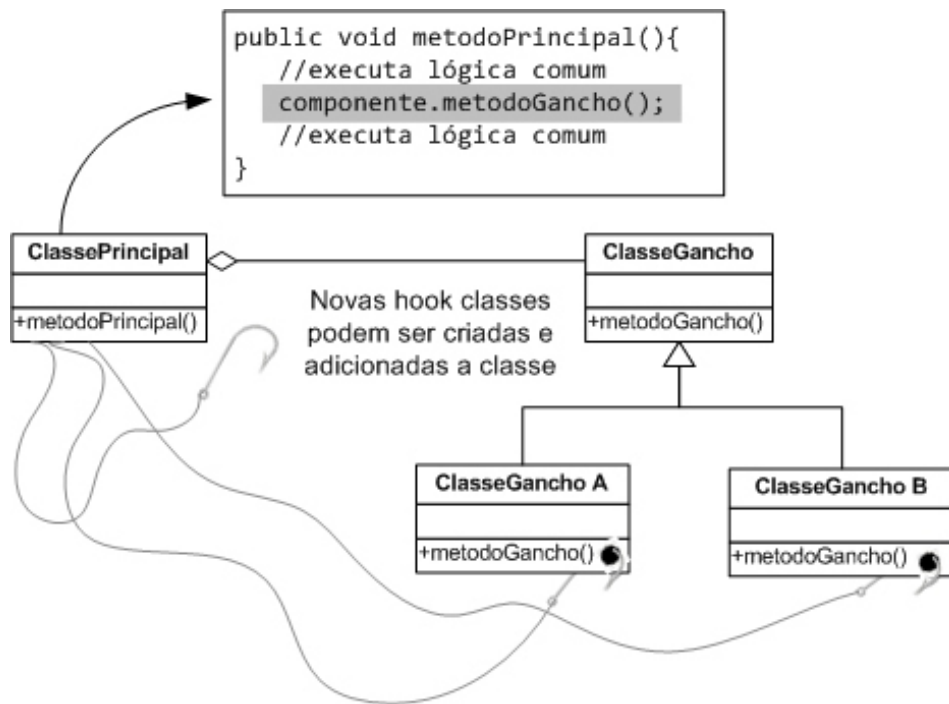 public void metodoPrincipal(){
//executa lógica comum
componente.metodoGancho();
//executa lógica comum
}
ClassePrincipal
+metodoPrincipal()
ClasseGancho
+metodoGancho()
Novas hook classes
podem ser criadas e
adicionadas a classe
ClasseGancho A
+metodoGancho()
ClasseGancho B
+metodoGancho()